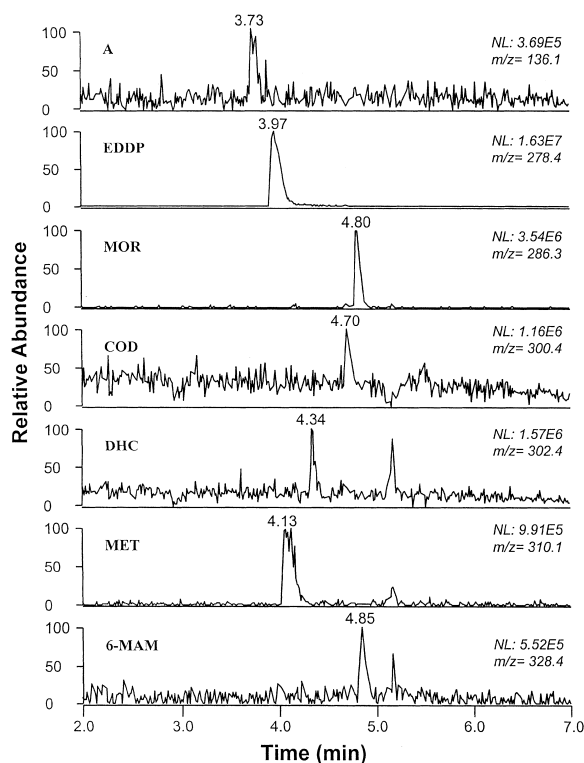 3.73
100
50
0
A
NL: 3.69E5
m/z= 136.1
3.97
100
50
0
EDDP
NL: 1.63E7
m/z= 278.4
4.80
100
50
0
MOR
NL: 3.54E6
m/z= 286.3
4.70
100
50
0
COD
NL: 1.16E6
m/z= 300.4
4.34
100
50
0
DHC
NL: 1.57E6
m/z= 302.4
4.13
100
50
0
MET
NL: 9.91E5
m/z= 310.1
4.85
100
50
0
6-MAM
NL: 5.52E5
m/z= 328.4
Relative Abundance
2.0 3.0 4.0 5.0 6.0 7.0
Time (min)